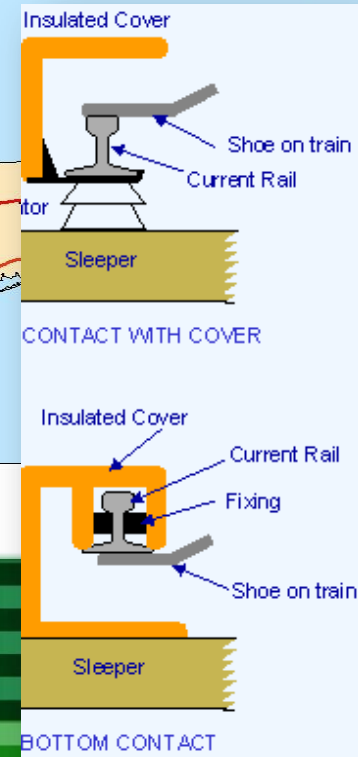 Insulated Cover
Shoe on train
Current Rail
tor
Sleeper
CONTACT WITH COVER
Insulated Cover
Current Rail
Fixing
Shoe on train
Sleeper
BOTTOM CONTACT